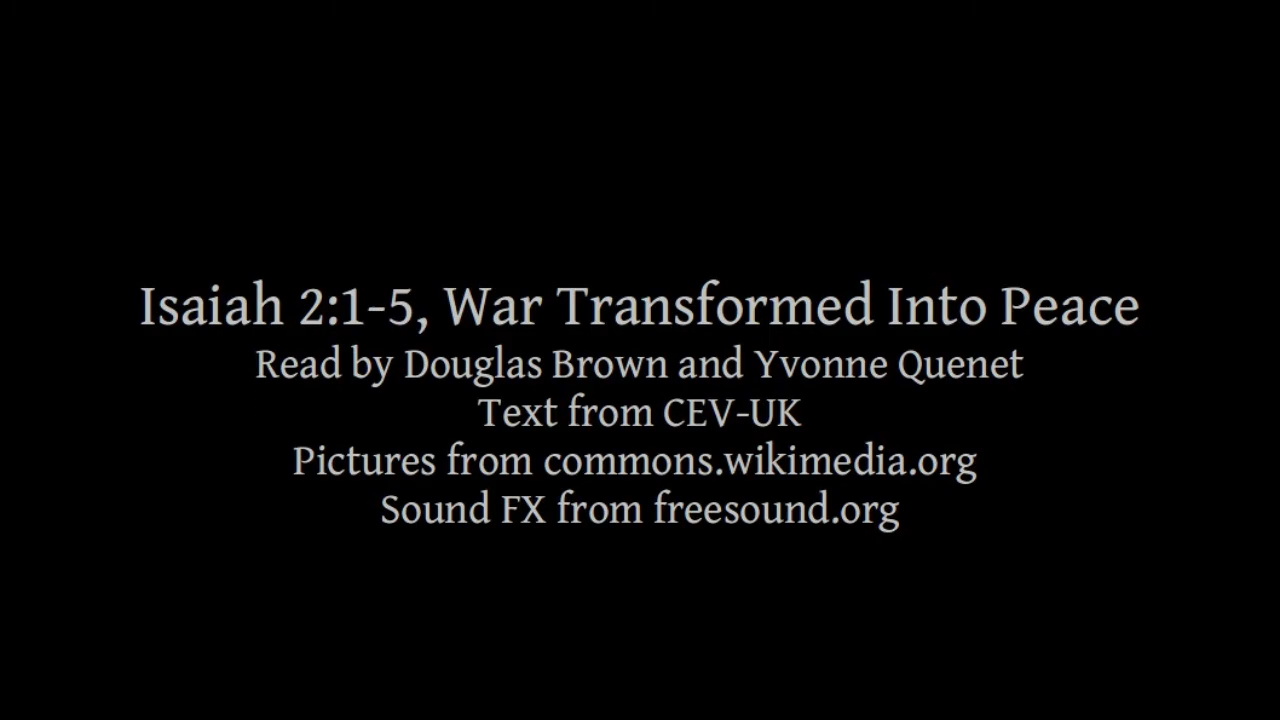 Isaiah 2:1-5, War Transformed Into Peace
Read by Douglas Brown and Yvonne Quenet
Text from CEV-UK
Pictures from commons.wikimedia.org
Sound FX from freesound.org